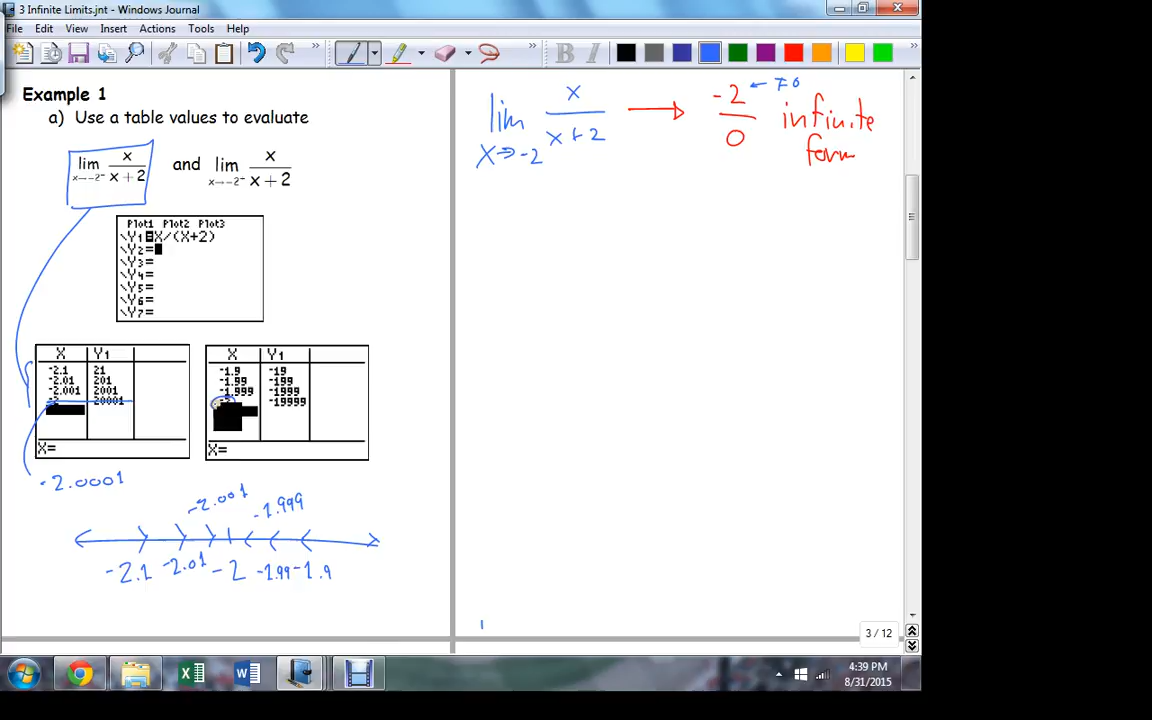 3 Infinite Limits.jnt - Windows Journal
File Edit View Insert Actions Tools Help
B I
Example 1
a) Use a table values to evaluate
lim x→-2⁻ x/(x + 2) and lim x→-2⁻ x/(x + 2)
Plot1 Plot2 Plot3
\Y1=X/(X+2)
\Y2=
\Y3=
\Y4=
\Y5=
\Y6=
\Y7=
X Y1
-2.1 21
-2.01 201
-2.001 2001
-2 20001
X=
X Y1
-1.9 -19
-1.99 -199
-1.999 -1999
-2 -19999
X=
-2.0001
-2.001 -1.999
-2.1 -2.01 -2 -1.99 -1.9
lim x→-2 x/(x+2) → -2/0 ← ≠0 infinite
form
3 / 12
4:39 PM
8/31/2015